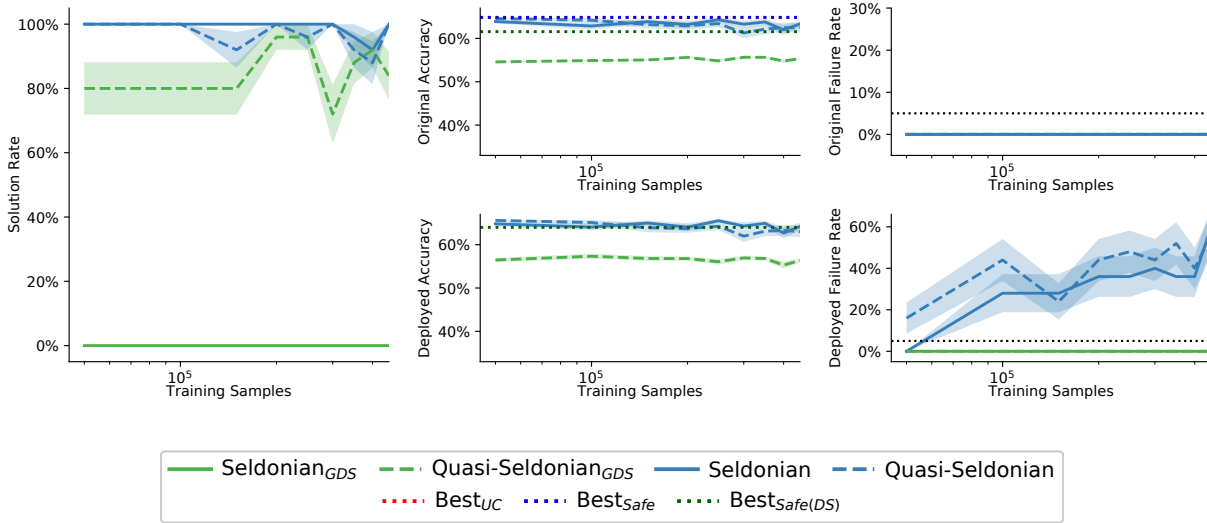 100%
80%
60%
40%
20%
0%
Solution Rate
10^5
Training Samples
60%
50%
40%
Original Accuracy
10^5
Training Samples
30%
20%
10%
0%
Original Failure Rate
10^5
Training Samples
60%
50%
40%
Deployed Accuracy
10^5
Training Samples
60%
40%
20%
0%
Deployed Failure Rate
10^5
Training Samples
Seldonian_GDS Quasi-Seldonian_GDS Seldonian Quasi-Seldonian
Best_UC Best_Safe Best_Safe(DS)